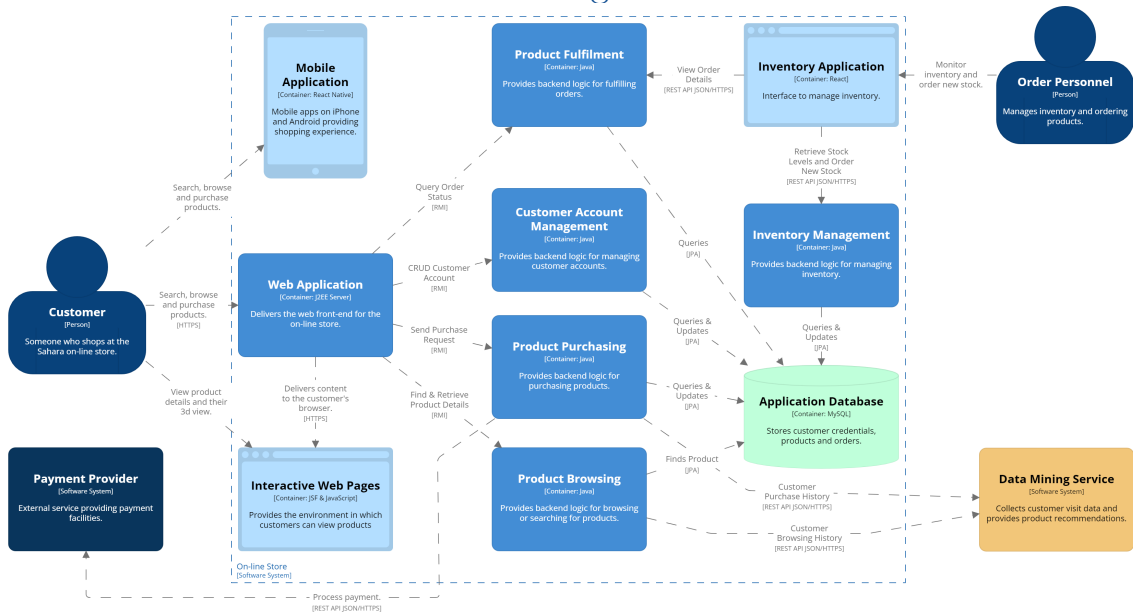 Mobile
Application
[Container: React Native]
Mobile apps on iPhone
and Android providing
shopping experience.
Product Fulfilment
[Container: Java]
Provides backend logic for fulfilling
orders.
View Order
Details
[REST API JSON/HTTPS]
Inventory Application
[Container: React]
Interface to manage inventory.
Monitor
inventory and
order new stock.
Order Personnel
[Person]
Manages inventory and ordering
products.
Search, browse
and purchase
products.
Query Order
Status
[RMI]
Retrieve Stock
Levels and Order
New Stock
[REST API JSON/HTTPS]
Customer Account
Management
[Container: Java]
Provides backend logic for managing
customer accounts.
Queries
[JPA]
Inventory Management
[Container: Java]
Provides backend logic for managing
inventory.
Customer
[Person]
Someone who shops at the
Sahara on-line store.
Search, browse
and purchase
products.
[HTTPS]
Web Application
[Container: J2EE Server]
Delivers the web front-end for the
on-line store.
CRUD Customer
Account
[RMI]
Send Purchase
Request
[RMI]
Product Purchasing
[Container: Java]
Provides backend logic for
purchasing products.
Queries &
Updates
[JPA]
Queries &
Updates
[JPA]
Queries &
Updates
[JPA]
View product
details and their
3d view.
Delivers content
to the customer's
browser.
[HTTPS]
Find & Retrieve
Product Details
[RMI]
Application Database
[Container: MySQL]
Stores customer credentials,
products and orders.
Payment Provider
[Software System]
External service providing payment
facilities.
Interactive Web Pages
[Container: JSF & JavaScript]
Provides the environment in which
customers can view products
Product Browsing
[Container: Java]
Provides backend logic for browsing
or searching for products.
Finds Product
[JPA]
Customer
Purchase History
[REST API JSON/HTTPS]
Customer
Browsing History
[REST API JSON/HTTPS]
Data Mining Service
[Software System]
Collects customer visit data and
provides product recommendations.
On-line Store
[Software System]
Process payment.
[REST API JSON/HTTPS]